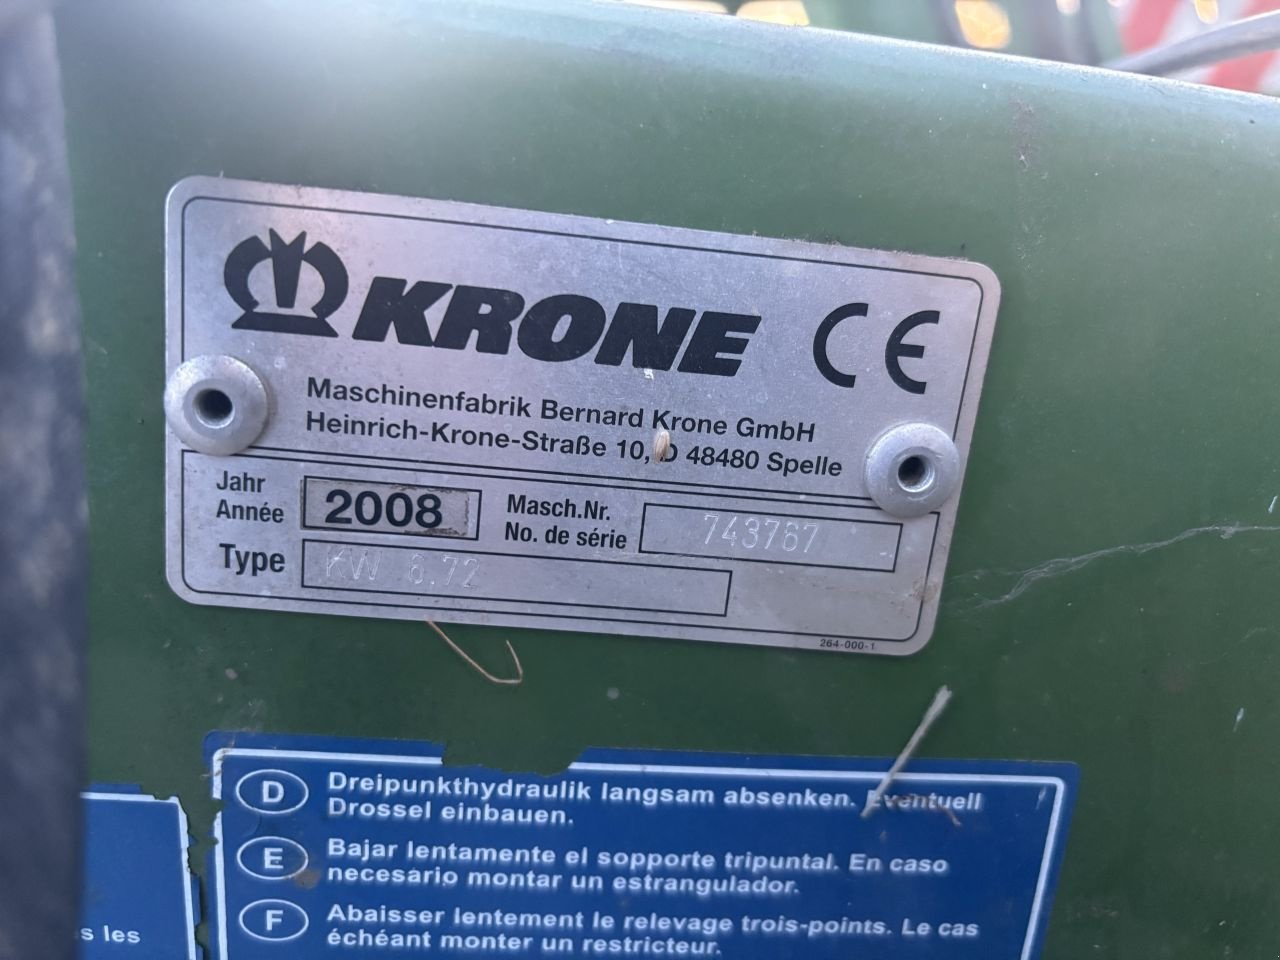 KRONE CE
Maschinenfabrik Bernard Krone GmbH
Heinrich-Krone-Straße 10, D 48480 Spelle
Jahr
Année
2008
Masch.Nr.
No. de série
743767
Type
KW 6.72
264-000-1
D Dreipunkthydraulik langsam absenken. Eventuell
Drossel einbauen.
E Bajar lentamente el sopporte tripuntal. En caso
necesario montar un estrangulador.
F Abaisser lentement le relevage trois-points. Le cas
échéant monter un restricteur.
s les